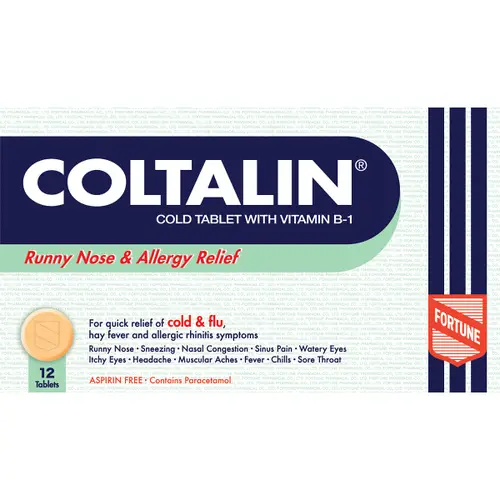 COLTALIN®
COLD TABLET WITH VITAMIN B-1
Runny Nose & Allergy Relief
For quick relief of cold & flu,
hay fever and allergic rhinitis symptoms
Runny Nose • Sneezing • Nasal Congestion • Sinus Pain • Watery Eyes
Itchy Eyes • Headache • Muscular Aches • Fever • Chills • Sore Throat
12
Tablets
ASPIRIN FREE • Contains Paracetamol
FORTUNE